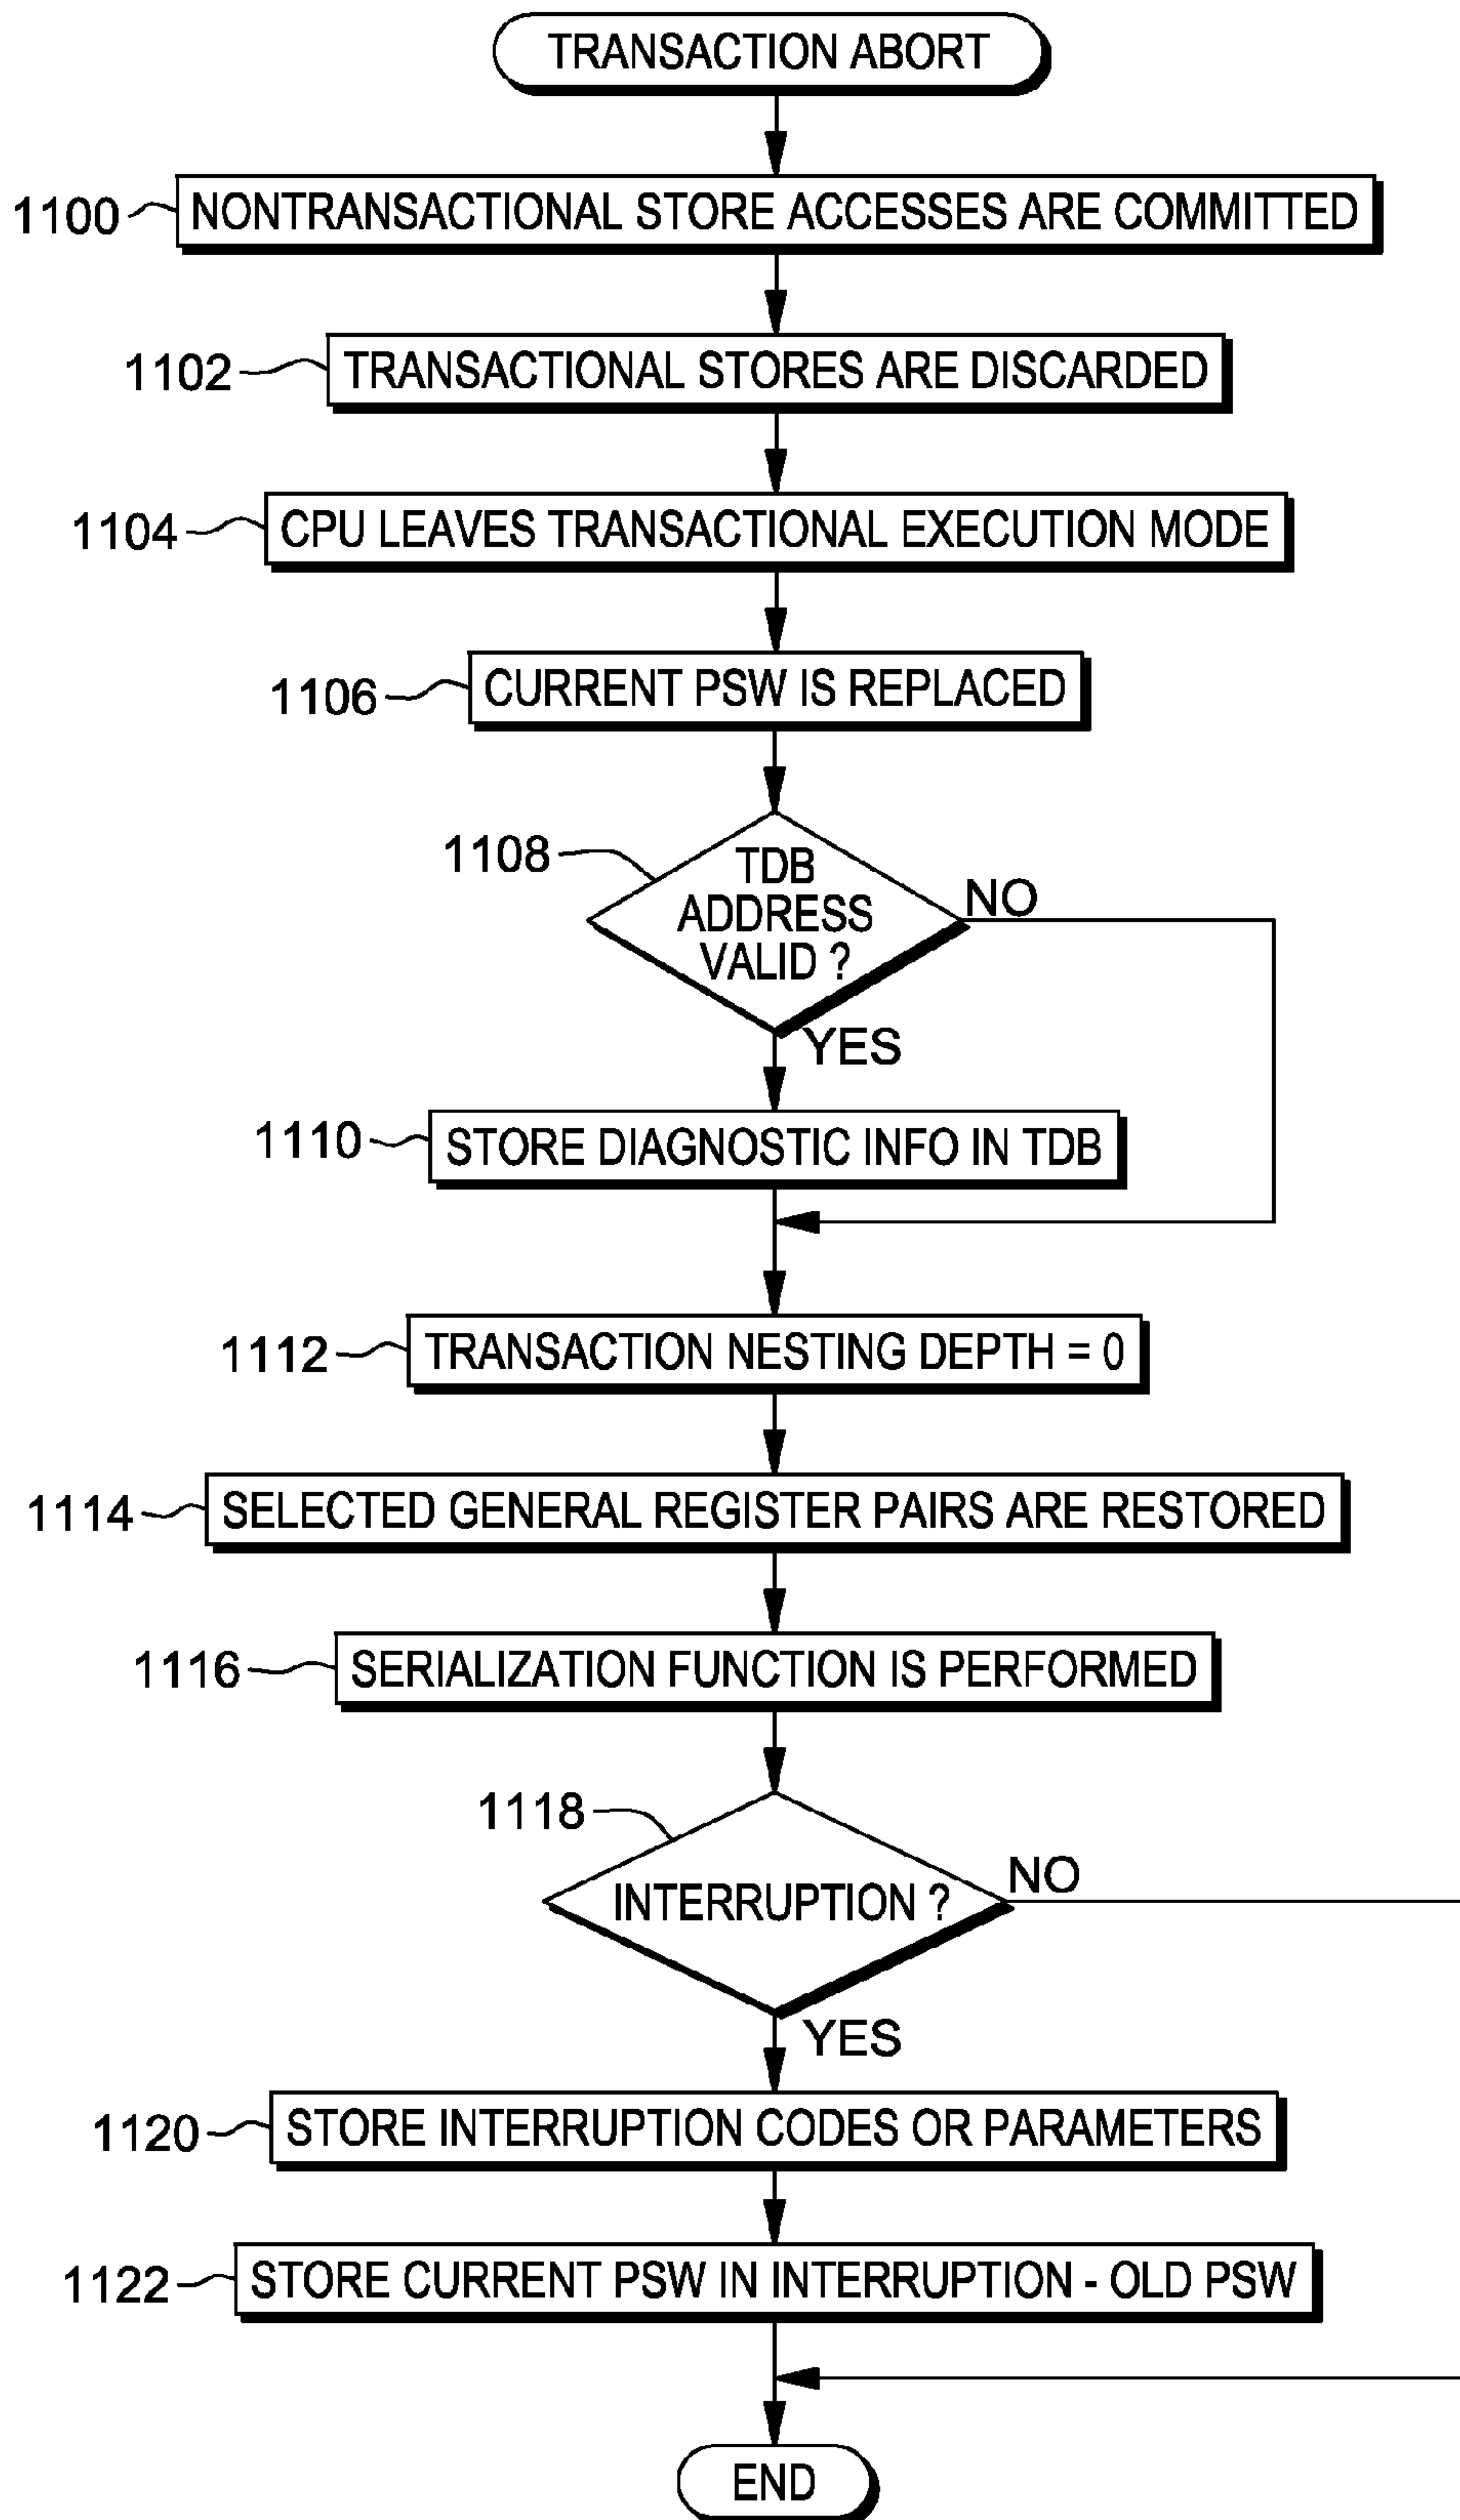 TRANSACTION ABORT
1100
NONTRANSACTIONAL STORE ACCESSES ARE COMMITTED
1102
TRANSACTIONAL STORES ARE DISCARDED
1104
CPU LEAVES TRANSACTIONAL EXECUTION MODE
1106
CURRENT PSW IS REPLACED
1108
TDB
ADDRESS
VALID ?
NO
YES
1110
STORE DIAGNOSTIC INFO IN TDB
1112
TRANSACTION NESTING DEPTH = 0
1114
SELECTED GENERAL REGISTER PAIRS ARE RESTORED
1116
SERIALIZATION FUNCTION IS PERFORMED
1118
INTERRUPTION ?
NO
YES
1120
STORE INTERRUPTION CODES OR PARAMETERS
1122
STORE CURRENT PSW IN INTERRUPTION - OLD PSW
END